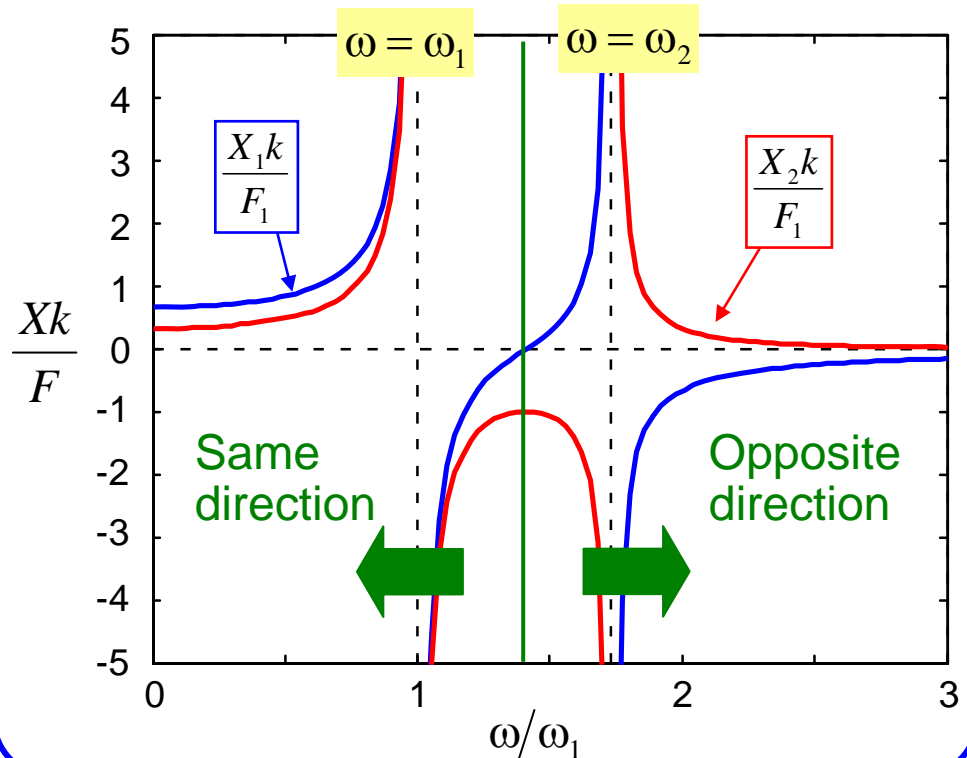 ω = ω₁
ω = ω₂
5
4
3
2
1
0
-1
-2
-3
-4
-5
X₁k
F₁
X₂k
F₁
Xk
F
Same
direction
Opposite
direction
0
1
2
3
ω/ω₁